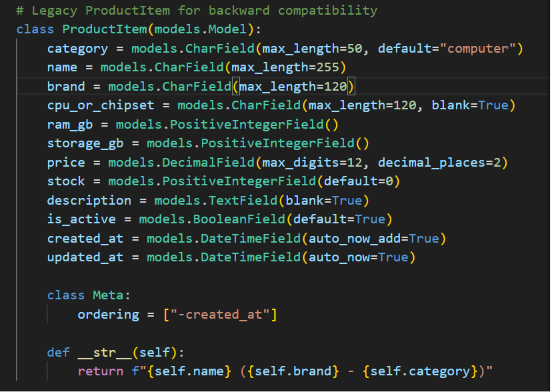 # Legacy ProductItem for backward compatibility
class ProductItem(models.Model):
    category = models.CharField(max_length=50, default="computer")
    name = models.CharField(max_length=255)
    brand = models.CharField(max_length=120)
    cpu_or_chipset = models.CharField(max_length=120, blank=True)
    ram_gb = models.PositiveIntegerField()
    storage_gb = models.PositiveIntegerField()
    price = models.DecimalField(max_digits=12, decimal_places=2)
    stock = models.PositiveIntegerField(default=0)
    description = models.TextField(blank=True)
    is_active = models.BooleanField(default=True)
    created_at = models.DateTimeField(auto_now_add=True)
    updated_at = models.DateTimeField(auto_now=True)

    class Meta:
        ordering = ["-created_at"]

    def __str__(self):
        return f"{self.name} ({self.brand} - {self.category})"